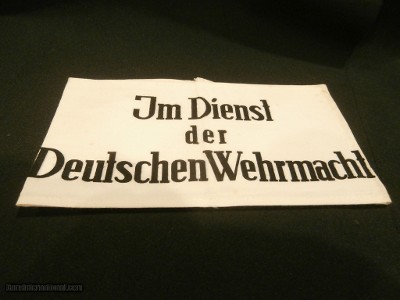 Im Dienst
der
Deutschen Wehrmacht